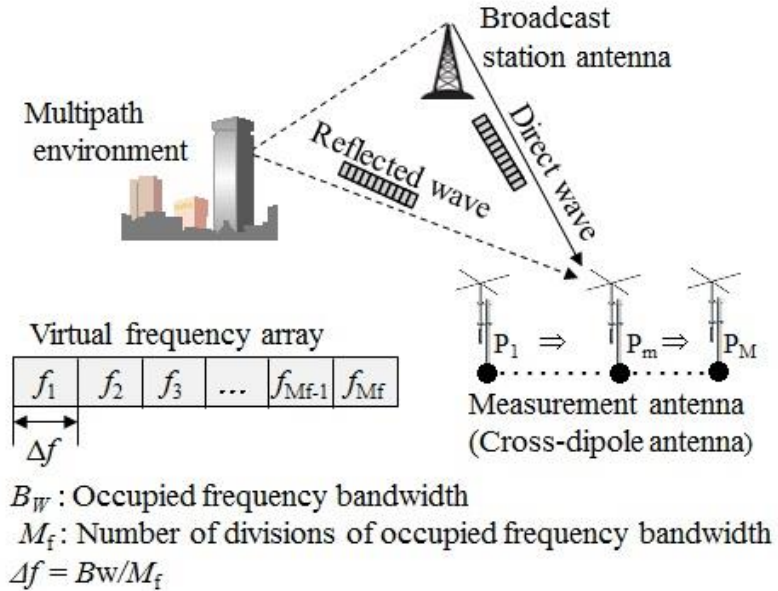 Broadcast
station antenna
Multipath
environment
Reflected wave
Direct wave
P1 ⇒ Pm ⇒ PM
Virtual frequency array
f1 f2 f3 ... fMf-1 fMf
Δf
Measurement antenna
(Cross-dipole antenna)
BW : Occupied frequency bandwidth
Mf : Number of divisions of occupied frequency bandwidth
Δf = Bw/Mf